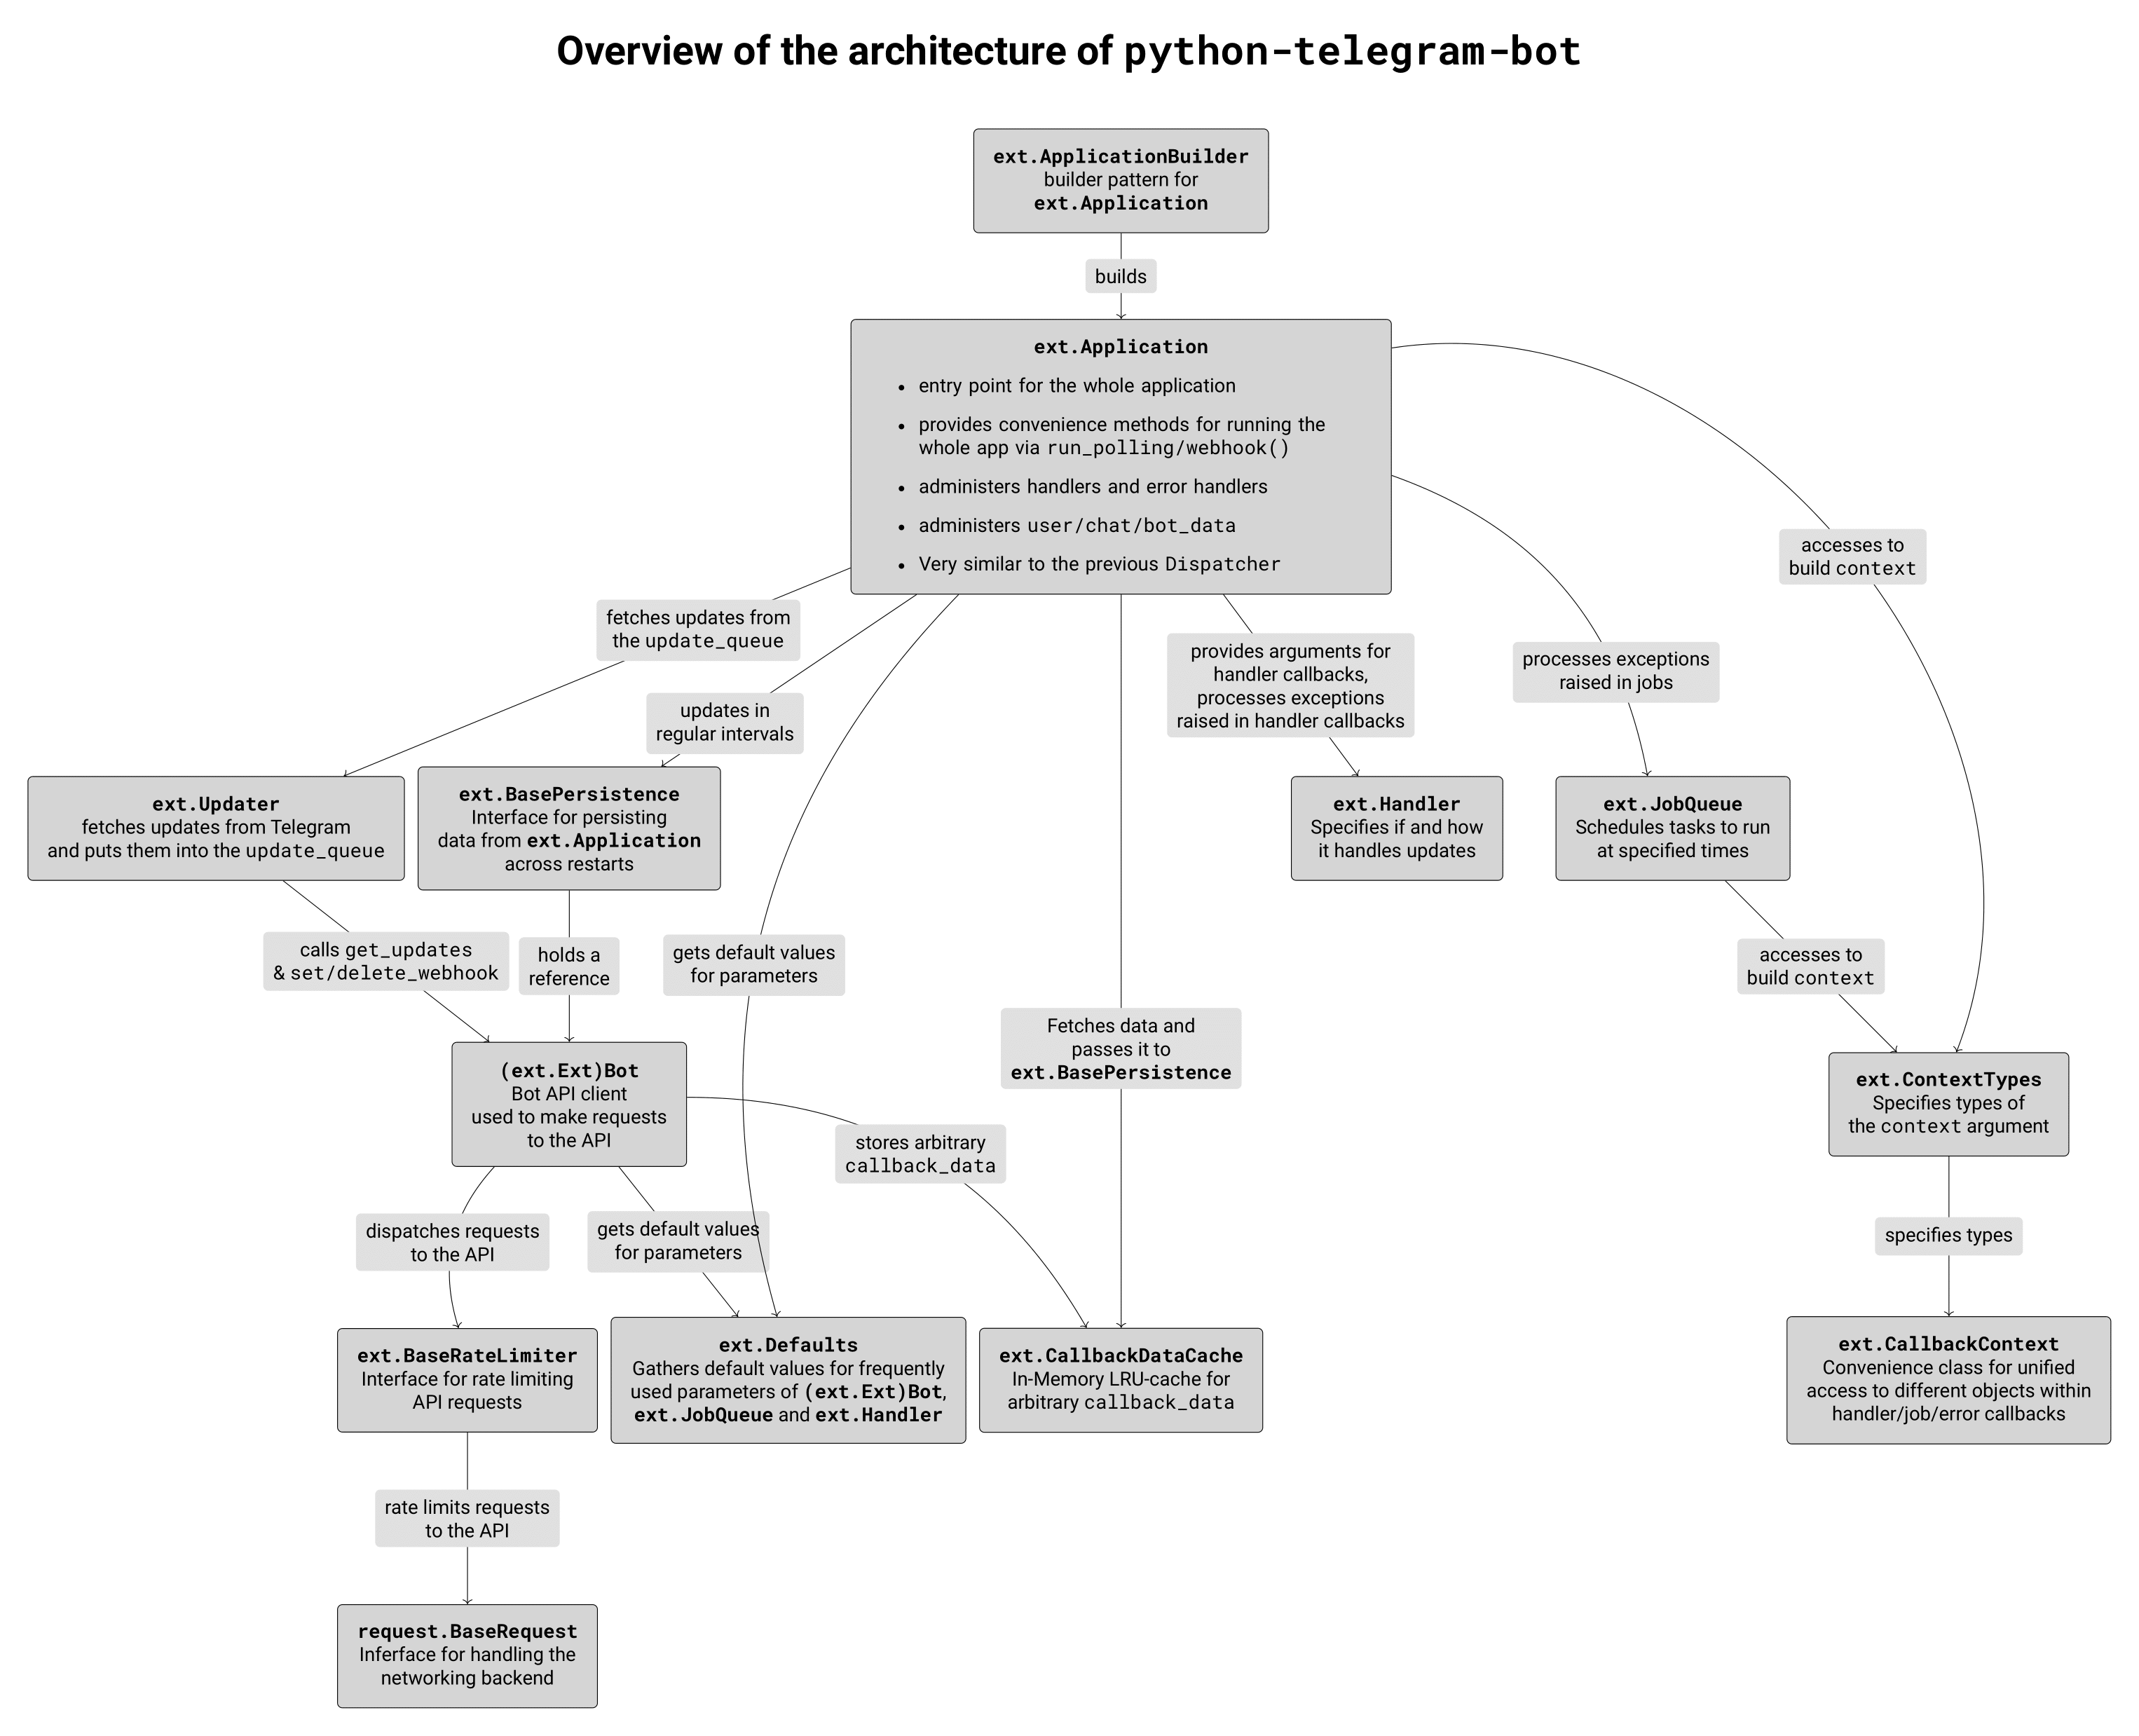 Overview of the architecture of python-telegram-bot
ext.ApplicationBuilder
builder pattern for
ext.Application
builds
ext.Application
• entry point for the whole application
• provides convenience methods for running the
whole app via run_polling/webhook()
• administers handlers and error handlers
• administers user/chat/bot_data
• Very similar to the previous Dispatcher
accesses to
build context
fetches updates from
the update_queue
updates in
regular intervals
provides arguments for
handler callbacks,
processes exceptions
raised in handler callbacks
processes exceptions
raised in jobs
ext.Updater
fetches updates from Telegram
and puts them into the update_queue
ext.BasePersistence
Interface for persisting
data from ext.Application
across restarts
ext.Handler
Specifies if and how
it handles updates
ext.JobQueue
Schedules tasks to run
at specified times
calls get_updates
& set/delete_webhook
holds a
reference
gets default values
for parameters
accesses to
build context
Fetches data and
passes it to
ext.BasePersistence
(ext.Ext)Bot
Bot API client
used to make requests
to the API
stores arbitrary
callback_data
ext.ContextTypes
Specifies types of
the context argument
dispatches requests
to the API
gets default values
for parameters
specifies types
ext.BaseRateLimiter
Interface for rate limiting
API requests
ext.Defaults
Gathers default values for frequently
used parameters of (ext.Ext)Bot,
ext.JobQueue and ext.Handler
ext.CallbackDataCache
In-Memory LRU-cache for
arbitrary callback_data
ext.CallbackContext
Convenience class for unified
access to different objects within
handler/job/error callbacks
rate limits requests
to the API
request.BaseRequest
Inferface for handling the
networking backend